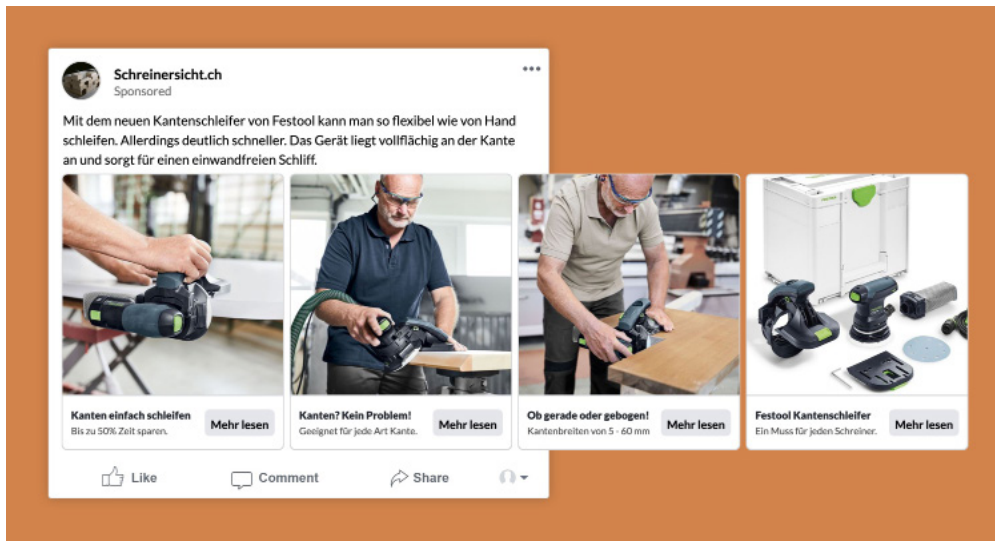 Schreinersicht.ch
Sponsored
Mit dem neuen Kantenschleifer von Festool kann man so flexibel wie von Hand
schleifen. Allerdings deutlich schneller. Das Gerät liegt vollflächig an der Kante
an und sorgt für einen einwandfreien Schliff.
Kanten einfach schleifen
Bis zu 50% Zeit sparen.
Mehr lesen
Kanten? Kein Problem!
Geeignet für jede Art Kante.
Mehr lesen
Ob gerade oder gebogen!
Kantenbreiten von 5 - 60 mm
Mehr lesen
FESTOOL
Festool Kantenschleifer
Ein Muss für jeden Schreiner.
Mehr lesen
Like
Comment
Share